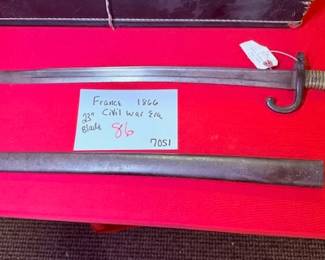 France 1866
23" Civil War Era
Blade 86
7051